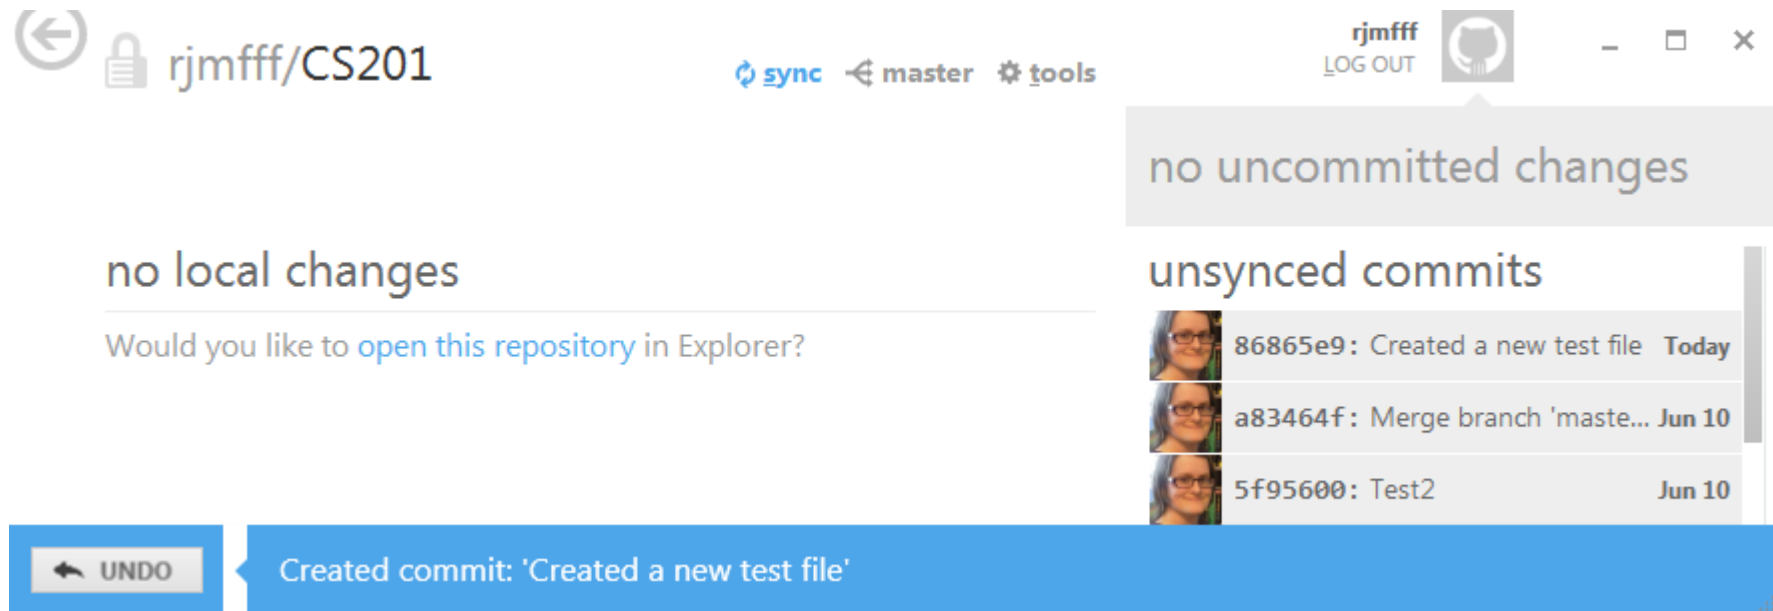 rjmfff/CS201
sync master tools
rjmfff
LOG OUT
no uncommitted changes
no local changes
Would you like to open this repository in Explorer?
unsynced commits
86865e9: Created a new test file Today
a83464f: Merge branch 'maste... Jun 10
5f95600: Test2 Jun 10
UNDO
Created commit: 'Created a new test file'